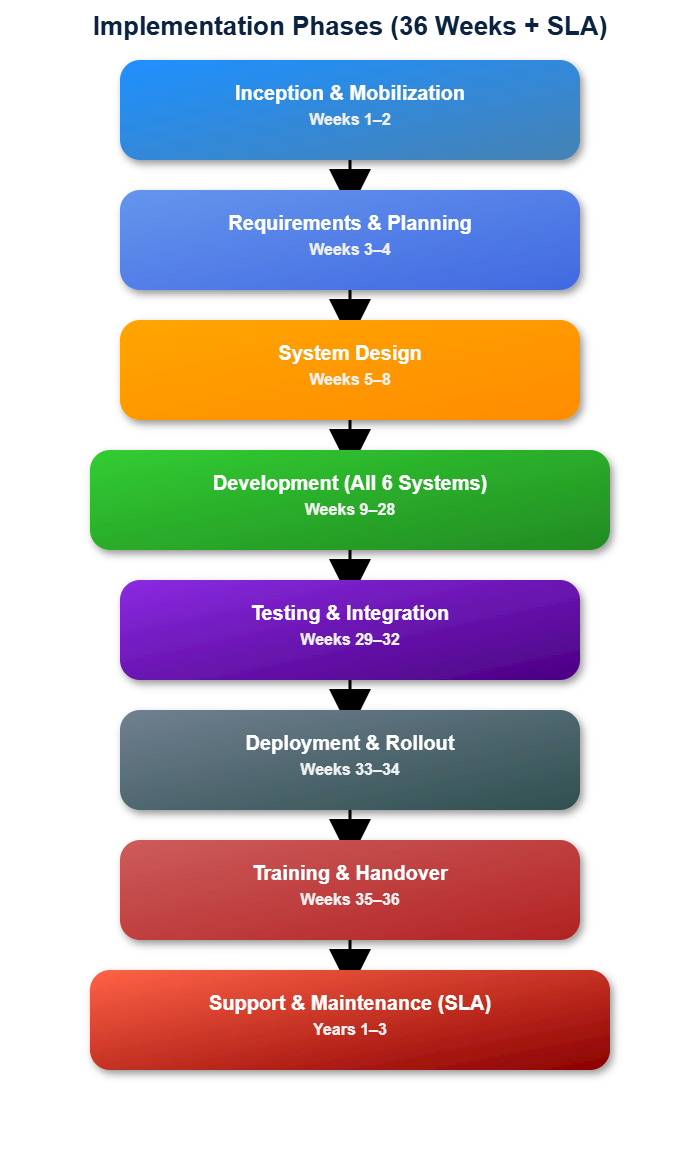 Implementation Phases (36 Weeks + SLA)
Inception & Mobilization
Weeks 1–2
Requirements & Planning
Weeks 3–4
System Design
Weeks 5–8
Development (All 6 Systems)
Weeks 9–28
Testing & Integration
Weeks 29–32
Deployment & Rollout
Weeks 33–34
Training & Handover
Weeks 35–36
Support & Maintenance (SLA)
Years 1–3